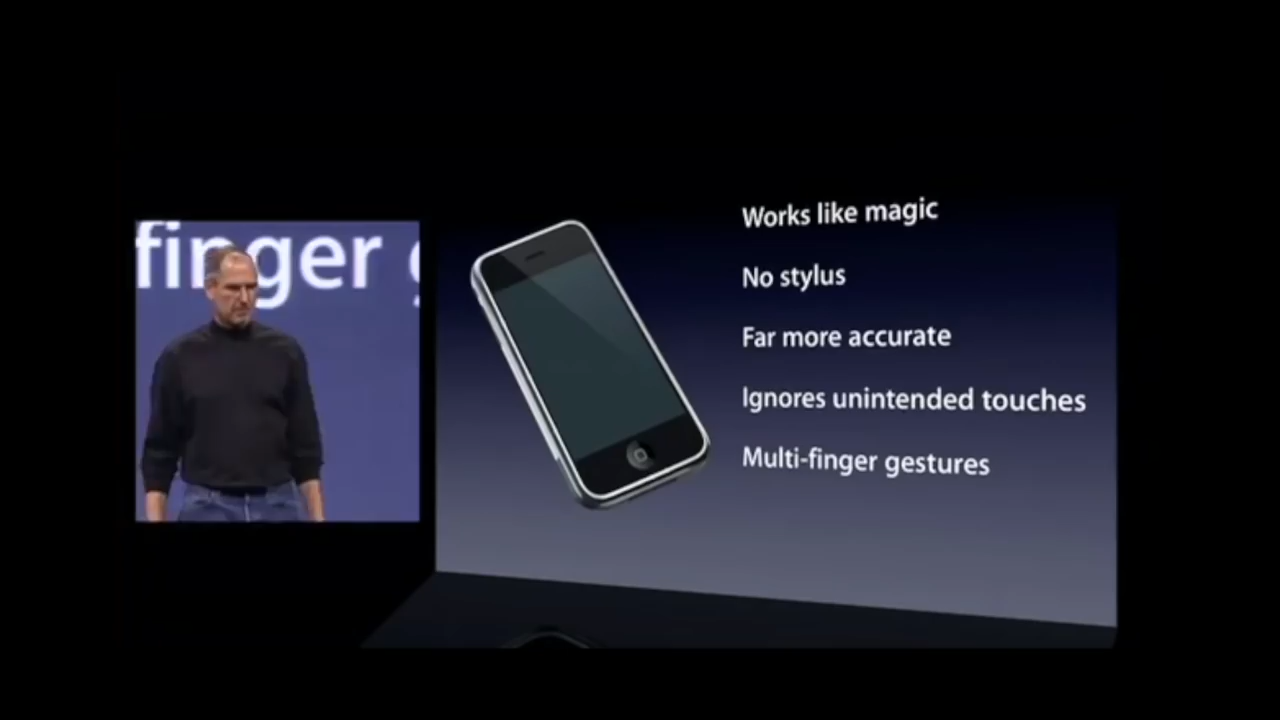 finger
Works like magic
No stylus
Far more accurate
Ignores unintended touches
Multi-finger gestures